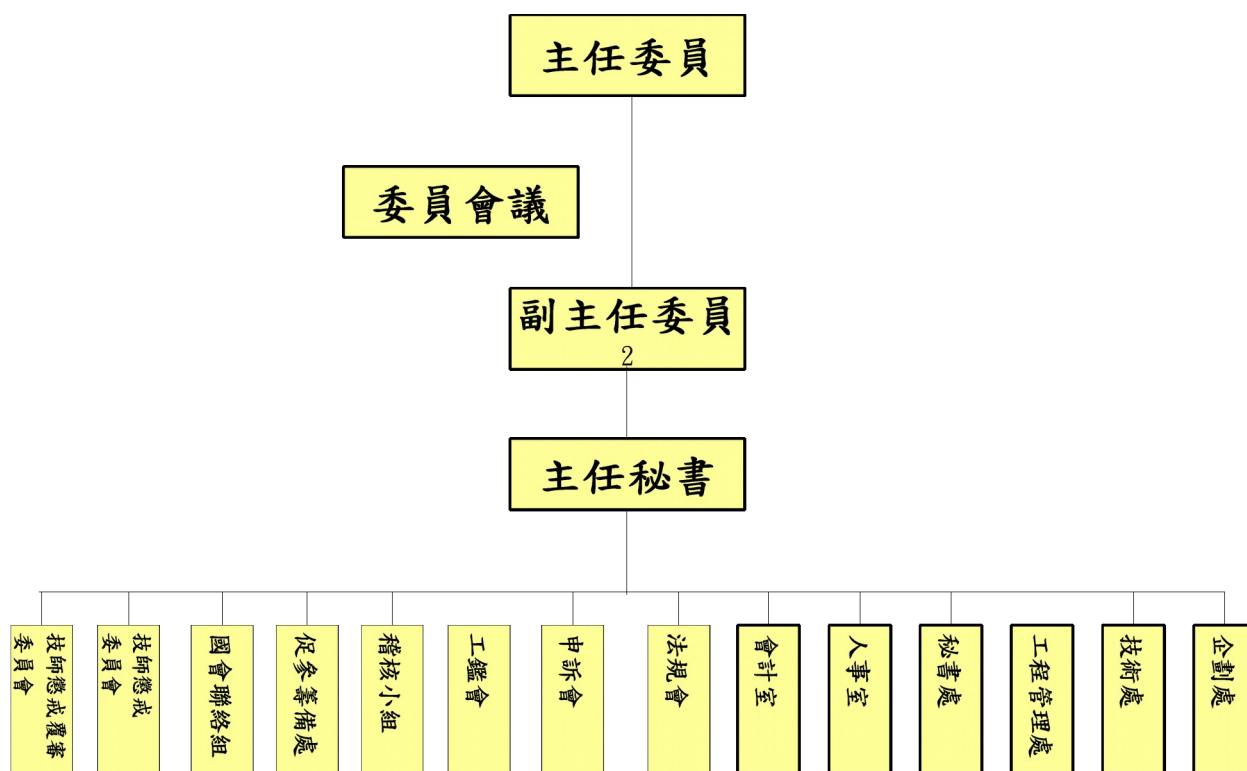 主任委員
委員會議
副主任委員
2
主任秘書
企劃處
技術處
工程管理處
秘書處
人事室
會計室
法規會
申訴會
工鑑會
稽核小組
促參籌備處
國會聯絡組
技師懲戒
委員會
技師懲戒覆審
委員會